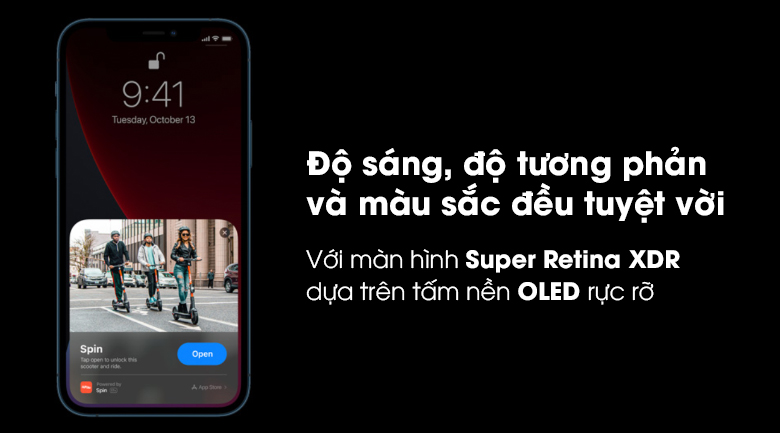 9:41
Tuesday, October 13
Spin
Tap open to unlock this
scooter and ride.
Open
Powered by
Spin
App Store
Độ sáng, độ tương phản
và màu sắc đều tuyệt vời
Với màn hình Super Retina XDR
dựa trên tấm nền OLED rực rỡ